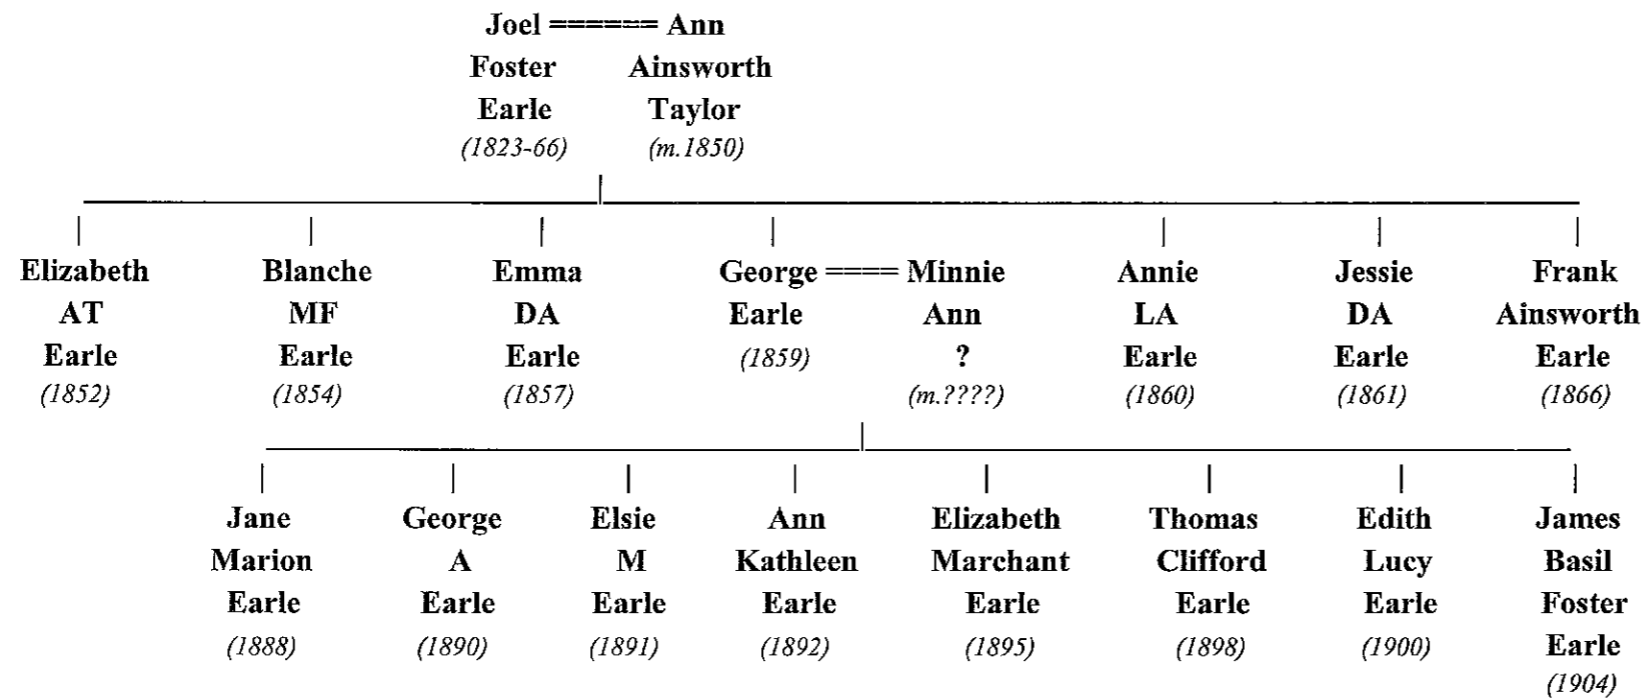 Joel ====== Ann
Foster Ainsworth
Earle Taylor
(1823-66) (m.1850)
Elizabeth Blanche Emma George ==== Minnie Annie Jessie Frank
AT MF DA Earle Ann LA DA Ainsworth
Earle Earle Earle (1859) ? Earle Earle Earle
(1852) (1854) (1857) (m.????) (1860) (1861) (1866)
Jane George Elsie Ann Elizabeth Thomas Edith James
Marion A M Kathleen Marchant Clifford Lucy Basil
Earle Earle Earle Earle Earle Earle Earle Foster
(1888) (1890) (1891) (1892) (1895) (1898) (1900) Earle
(1904)